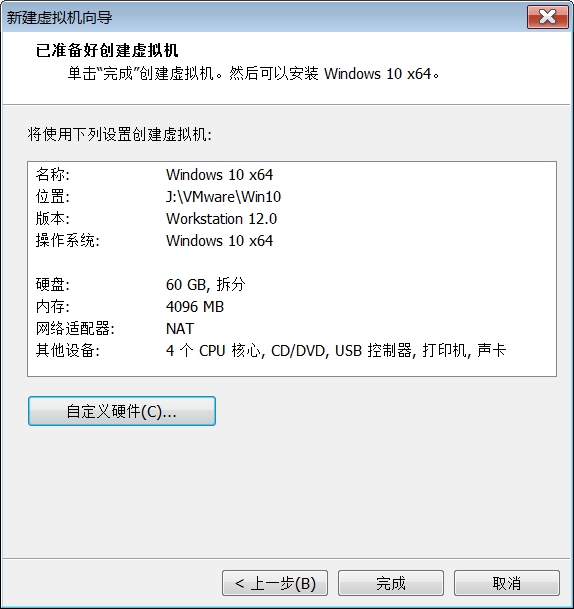 新建虚拟机向导
已准备好创建虚拟机
单击“完成”创建虚拟机。然后可以安装 Windows 10 x64。
将使用下列设置创建虚拟机:
名称: Windows 10 x64
位置: J:\VMware\Win10
版本: Workstation 12.0
操作系统: Windows 10 x64
硬盘: 60 GB, 拆分
内存: 4096 MB
网络适配器: NAT
其他设备: 4 个 CPU 核心, CD/DVD, USB 控制器, 打印机, 声卡
自定义硬件(C)...
< 上一步(B) 完成 取消